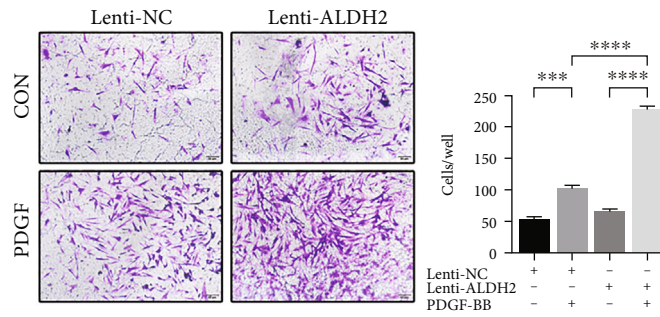 Lenti-NC Lenti-ALDH2
CON
PDGF
****
*** ****
Cells/well
250
200
150
100
50
0
Lenti-NC + + – –
Lenti-ALDH2 – – + +
PDGF-BB – + – +